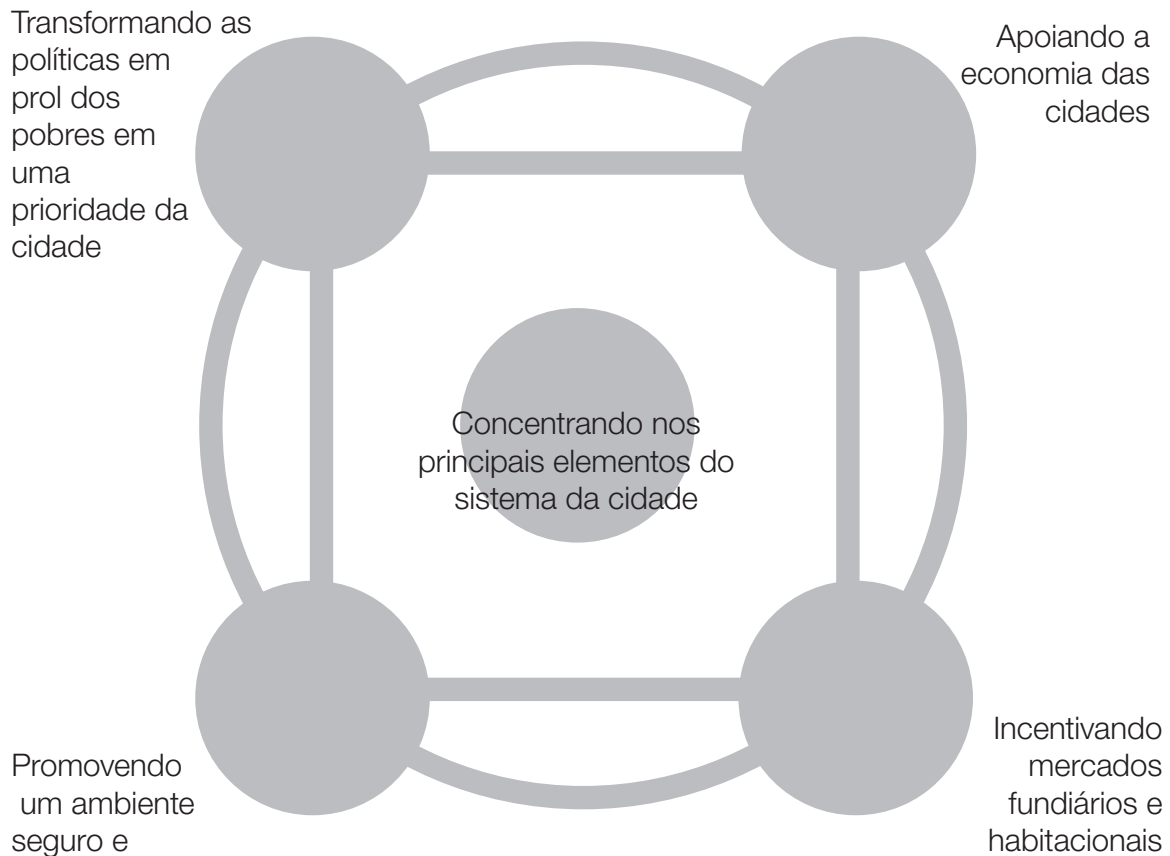 Transformando as
políticas em
prol dos
pobres em
uma
prioridade da
cidade
Apoiando a
economia das
cidades
Concentrando nos
principais elementos do
sistema da cidade
Promovendo
um ambiente
seguro e
Incentivando
mercados
fundiários e
habitacionais